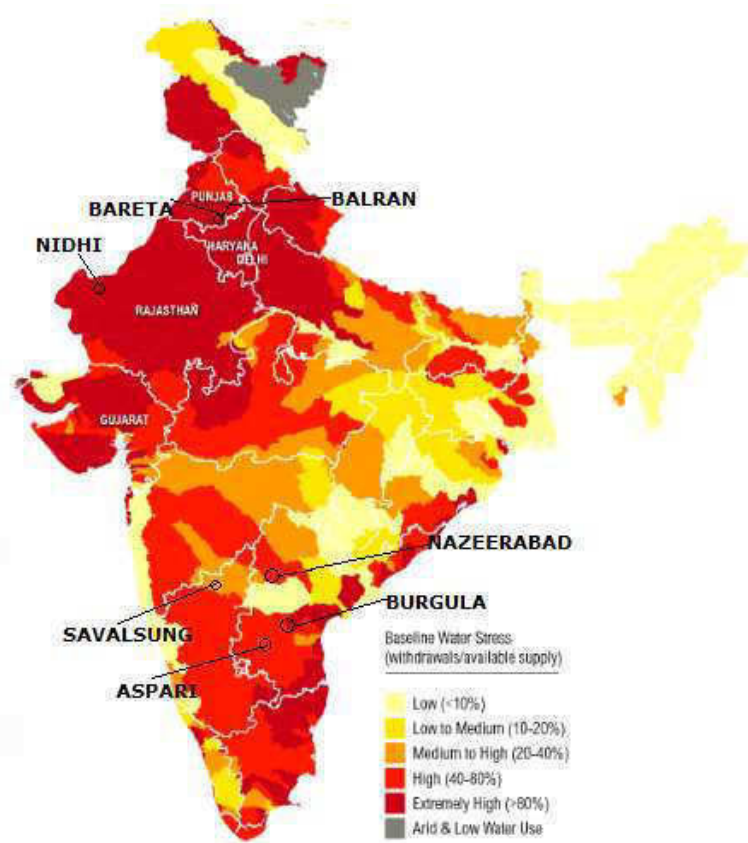 PUNJAB
BALRAN
BARETA
NIDHI
HARYANA
DELHI
RAJASTHAN
GUJARAT
NAZEERABAD
SAVALSUNG
BURGULA
ASPARI
Baseline Water Stress
(withdrawals/available supply)
Low (<10%)
Low to Medium (10-20%)
Medium to High (20-40%)
High (40-80%)
Extremely High (>80%)
Arid & Low Water Use